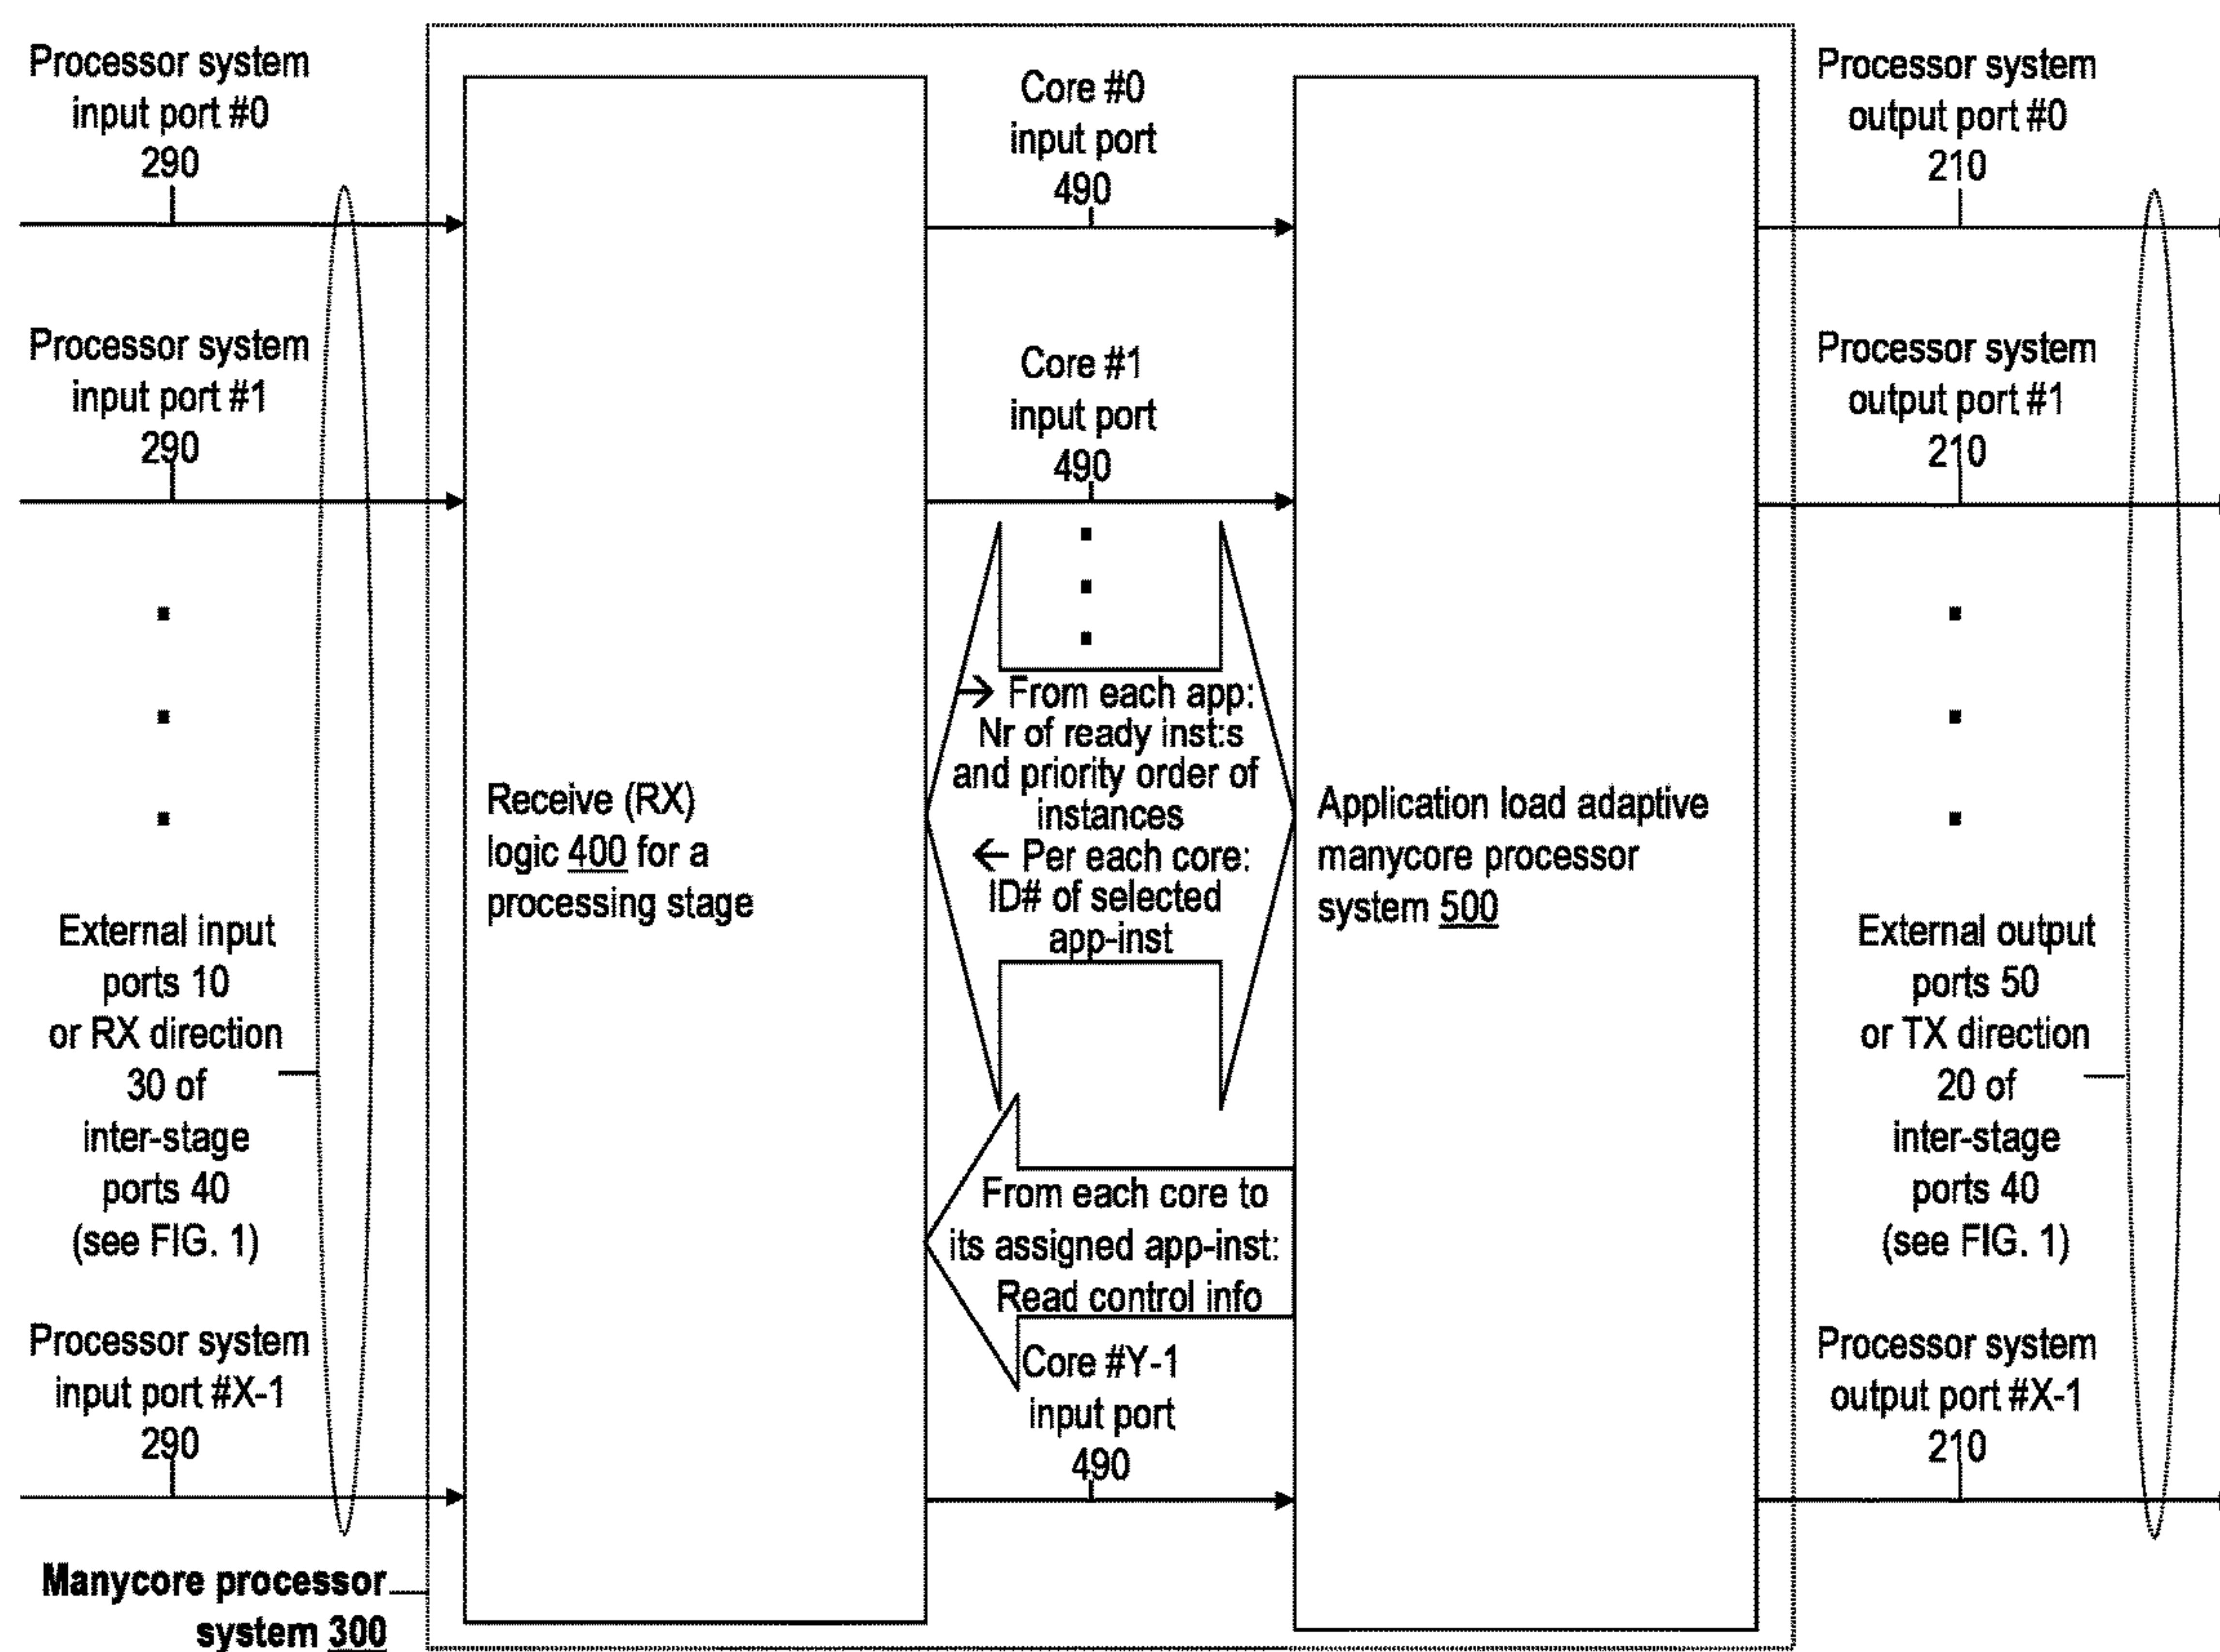 Processor system
input port #0
290
Processor system
input port #1
290
External input
ports 10
or RX direction
30 of
inter-stage
ports 40
(see FIG. 1)
Processor system
input port #X-1
290
Manycore processor
system 300
Receive (RX)
logic 400 for a
processing stage
Core #0
input port
490
Core #1
input port
490
→ From each app:
Nr of ready inst:s
and priority order of
instances
← Per each core:
ID# of selected
app-inst
From each core to
its assigned app-inst:
Read control info
Core #Y-1
input port
490
Application load adaptive
manycore processor
system 500
Processor system
output port #0
210
Processor system
output port #1
210
External output
ports 50
or TX direction
20 of
inter-stage
ports 40
(see FIG. 1)
Processor system
output port #X-1
210